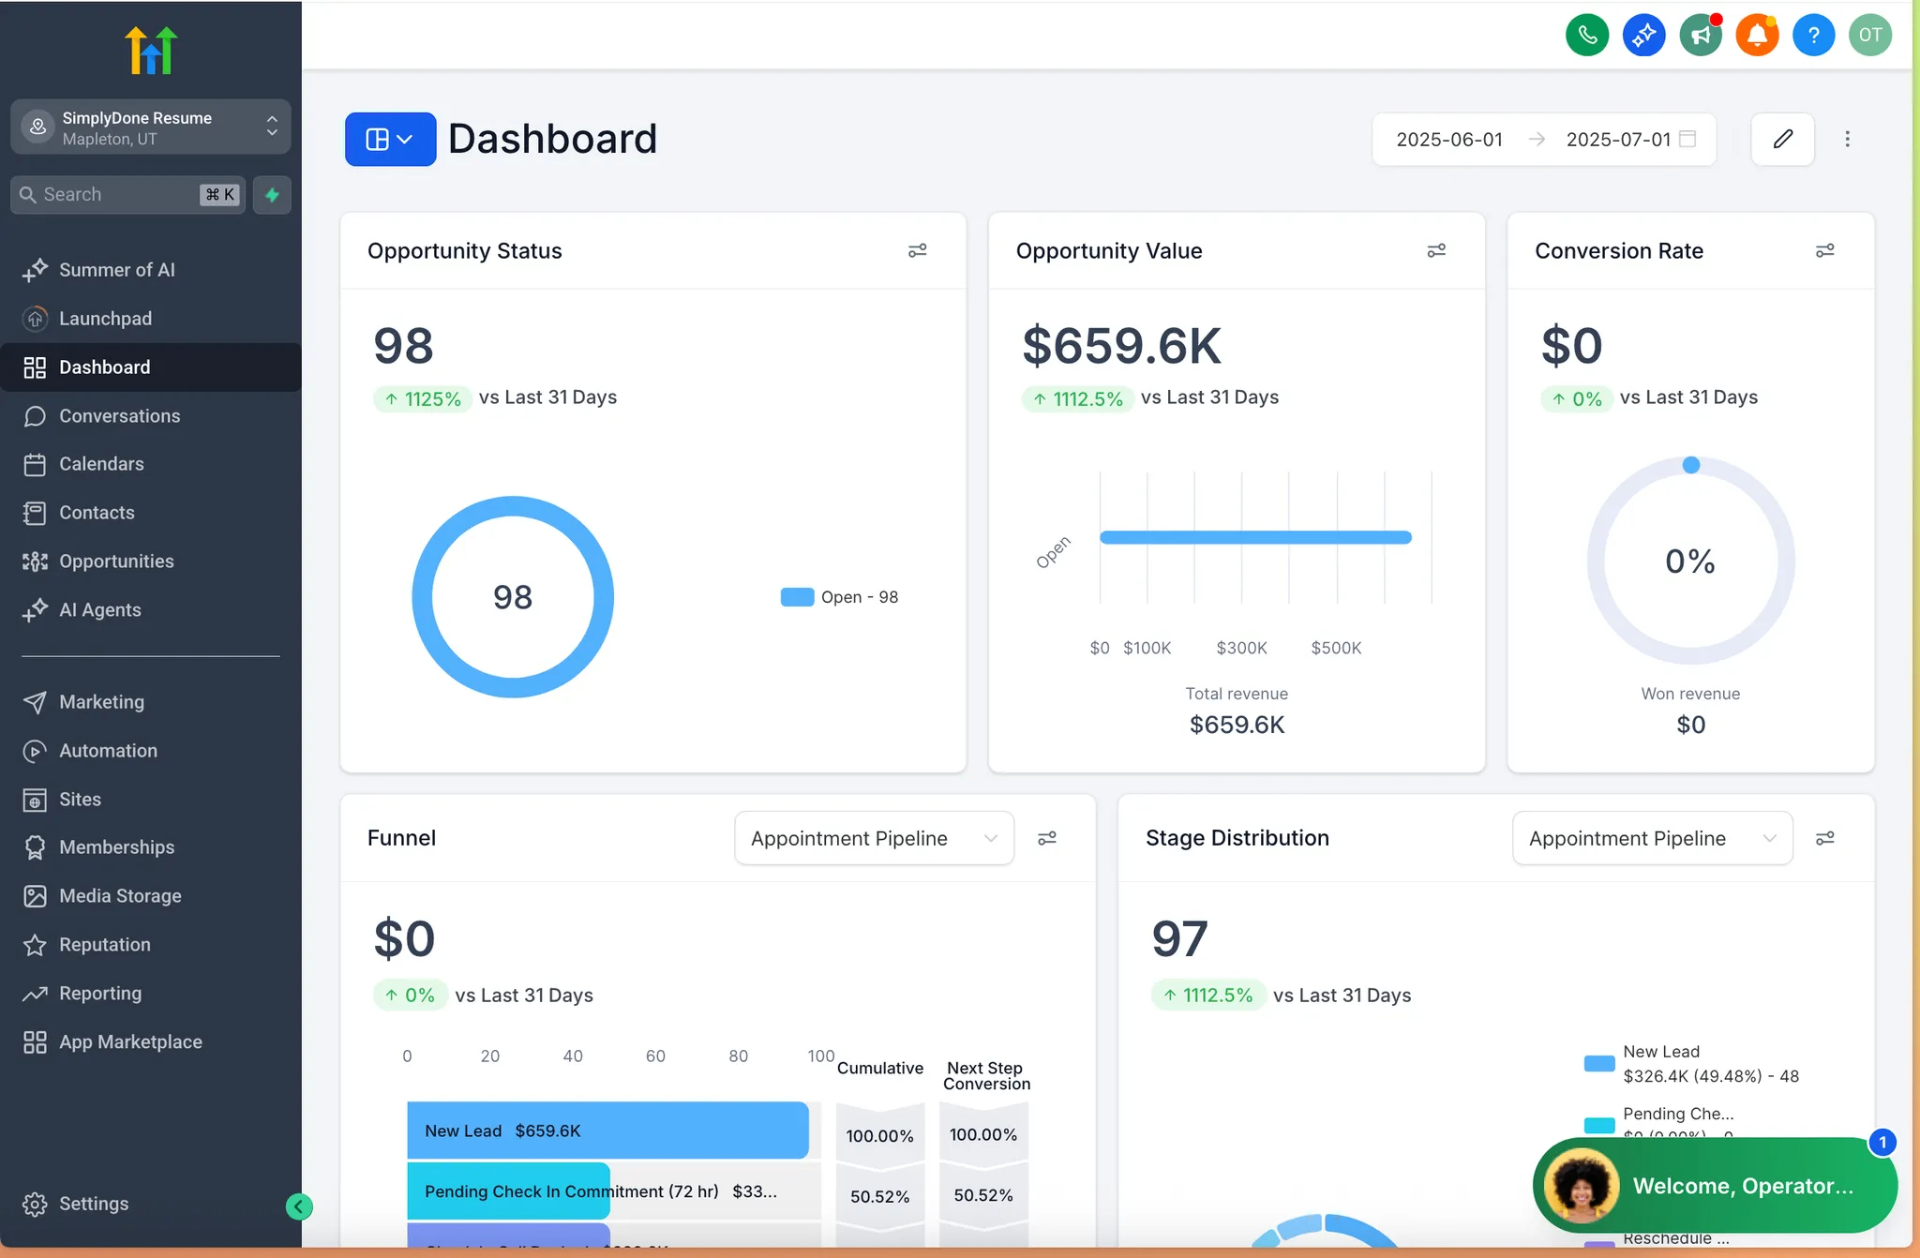 OT
SimplyDone Resume
Mapleton, UT
Search
⌘ K
Summer of AI
Launchpad
Dashboard
Conversations
Calendars
Contacts
Opportunities
AI Agents
Marketing
Automation
Sites
Memberships
Media Storage
Reputation
Reporting
App Marketplace
Settings
Dashboard
2025-06-01 → 2025-07-01
Opportunity Status
98
↑ 1125% vs Last 31 Days
98
Open - 98
Opportunity Value
$659.6K
↑ 1112.5% vs Last 31 Days
Open
$0 $100K $300K $500K
Total revenue
$659.6K
Conversion Rate
$0
↑ 0% vs Last 31 Days
0%
Won revenue
$0
Funnel
Appointment Pipeline
$0
↑ 0% vs Last 31 Days
0 20 40 60 80 100
Cumulative
Next Step
Conversion
New Lead $659.6K
100.00%
100.00%
Pending Check In Commitment (72 hr) $33...
50.52%
50.52%
Stage Distribution
Appointment Pipeline
97
↑ 1112.5% vs Last 31 Days
New Lead
$326.4K (49.48%) - 48
Pending Che...
$0 (0.00%) - 0
1
Welcome, Operator...
Reschedule ...